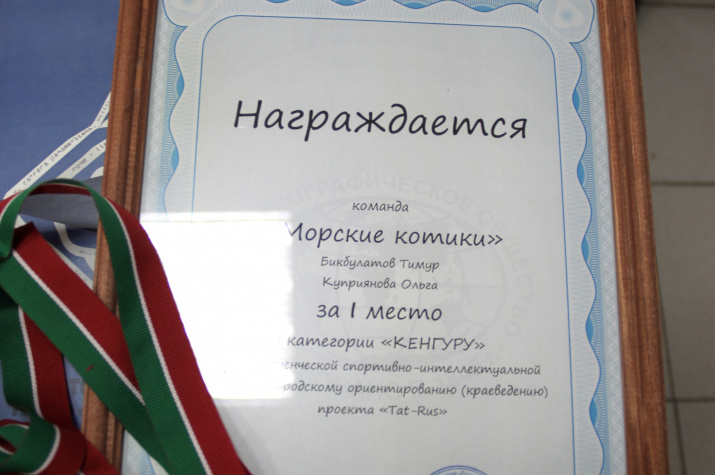 Награждается
команда
Морские котики»
Бикбулатов Тимур
Куприянова Ольга
за I место
категории «КЕНГУРУ»
спортивно-интеллектуальной
ориентированию (краеведению)
проекта «Tat-Rus»